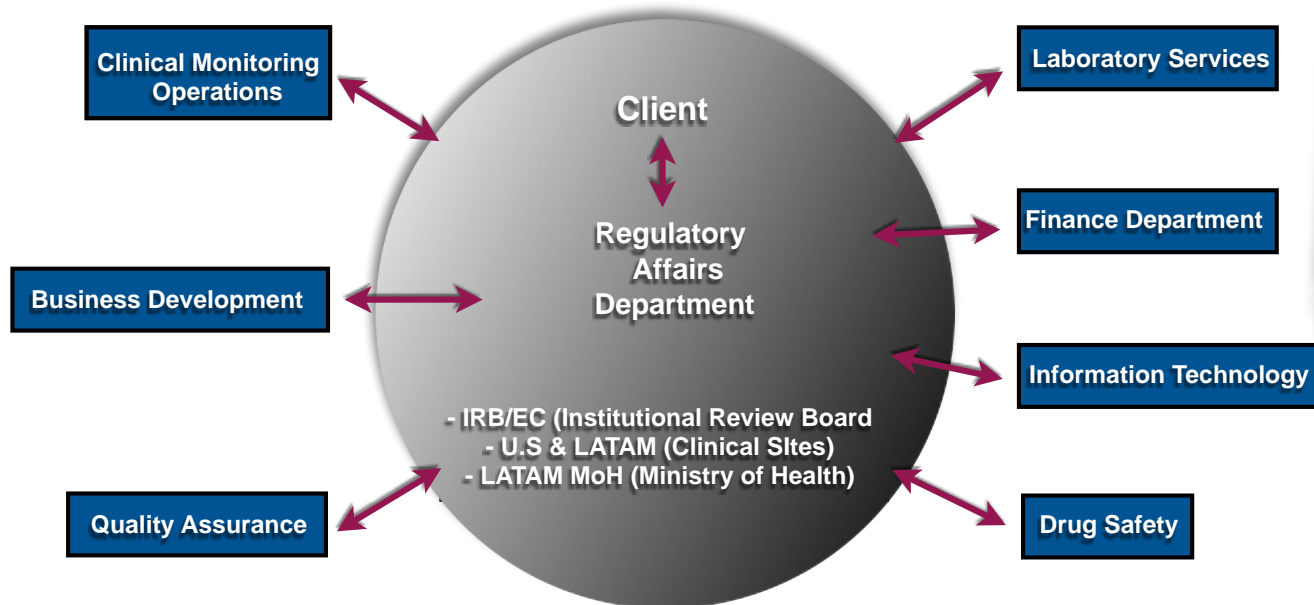 Clinical Monitoring
Operations
Business Development
Quality Assurance
Client
Regulatory
Affairs
Department
- IRB/EC (Institutional Review Board
- U.S & LATAM (Clinical SItes)
- LATAM MoH (Ministry of Health)
Laboratory Services
Finance Department
Information Technology
Drug Safety